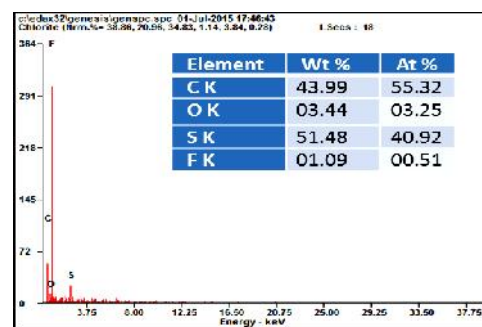 c:\edax32\genesis\genspc.spc 01-Jul-2015 17:46:43
Chlorite (Nrm.%= 38.86, 20.96, 34.83, 1.14, 3.84, 0.28) LSecs : 18
384 F
291
218
145
72
C
O
S
Element Wt % At %
C K 43.99 55.32
O K 03.44 03.25
S K 51.48 40.92
F K 01.09 00.51
3.75 8.00 12.25 16.50 20.75 25.00 29.25 33.50 37.75
Energy - keV